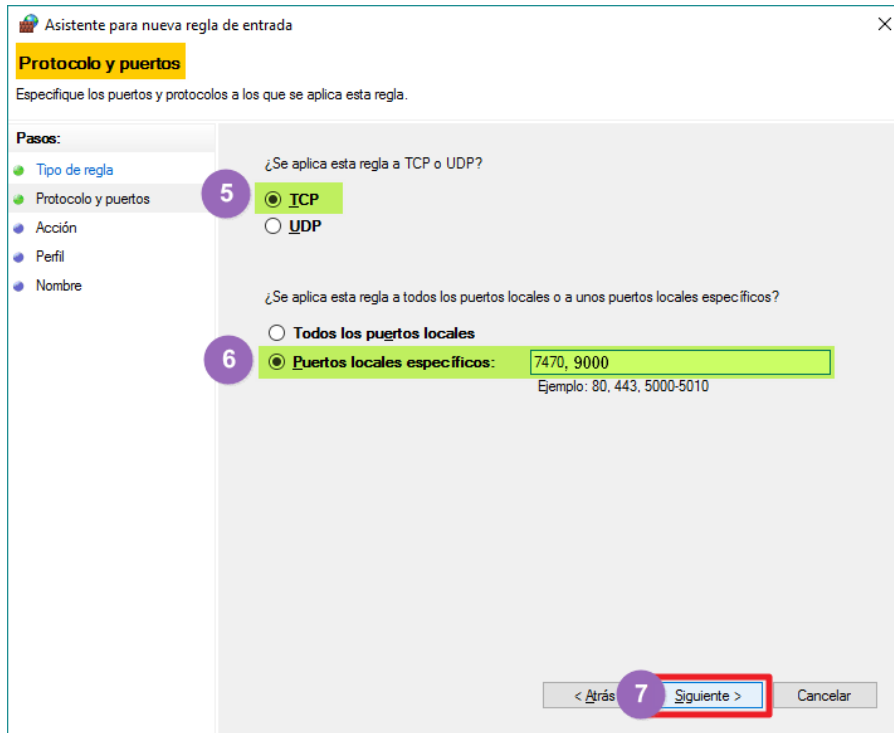 Asistente para nueva regla de entrada
Protocolo y puertos
Especifique los puertos y protocolos a los que se aplica esta regla.
Pasos:
Tipo de regla
Protocolo y puertos
Acción
Perfil
Nombre
¿Se aplica esta regla a TCP o UDP?
5 TCP
UDP
¿Se aplica esta regla a todos los puertos locales o a unos puertos locales específicos?
Todos los puertos locales
6 Puertos locales específicos: 7470, 9000
Ejemplo: 80, 443, 5000-5010
< Atrás 7 Siguiente > Cancelar